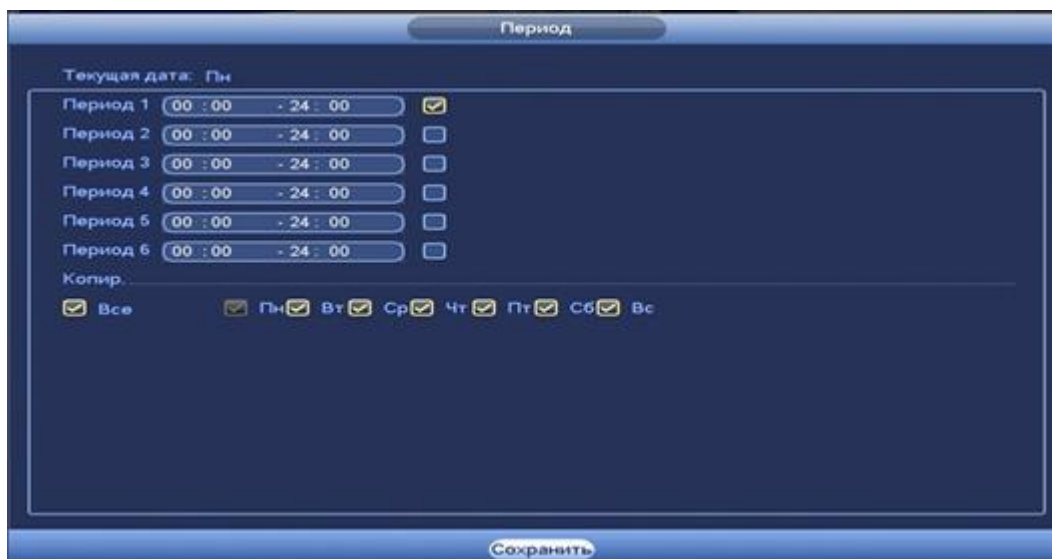 Период
Текущая дата: Пн
Период 1 00 :00 - 24 : 00
Период 2 00 :00 - 24 : 00
Период 3 00 :00 - 24 : 00
Период 4 00 :00 - 24 : 00
Период 5 00 :00 - 24 : 00
Период 6 00 :00 - 24 : 00
Копир.
Все Пн Вт Ср Чт Пт Сб Вс
Сохранить